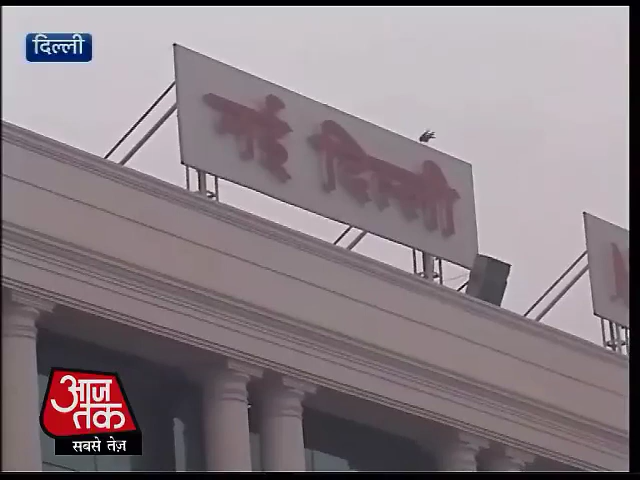 दिल्ली
नई दिल्ली
N
आज
तक
सबसे तेज़